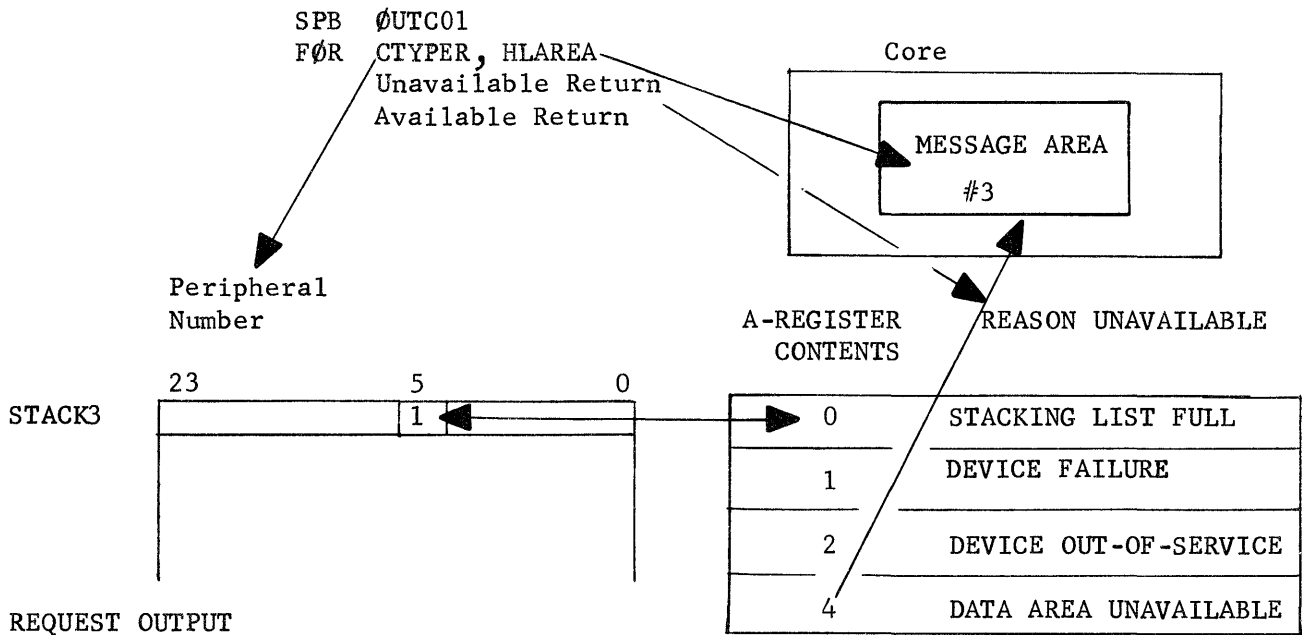 SPB ØUTC01
FØR CTYPER, HLAREA
Unavailable Return
Available Return
Core
MESSAGE AREA
#3
Peripheral
Number
A-REGISTER
CONTENTS
REASON UNAVAILABLE
23 5 0
STACK3
1
0 STACKING LIST FULL
1 DEVICE FAILURE
2 DEVICE OUT-OF-SERVICE
4 DATA AREA UNAVAILABLE
REQUEST OUTPUT